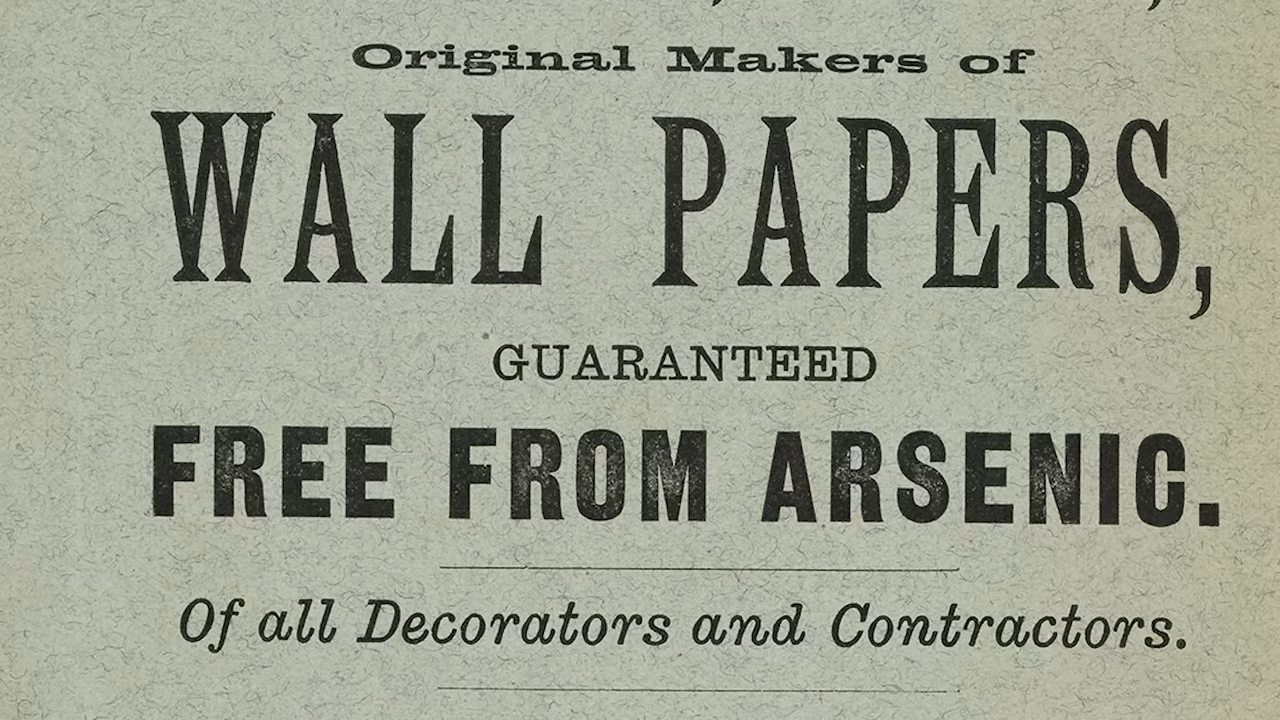 Original Makers of
WALL PAPERS,
GUARANTEED
FREE FROM ARSENIC.
Of all Decorators and Contractors.